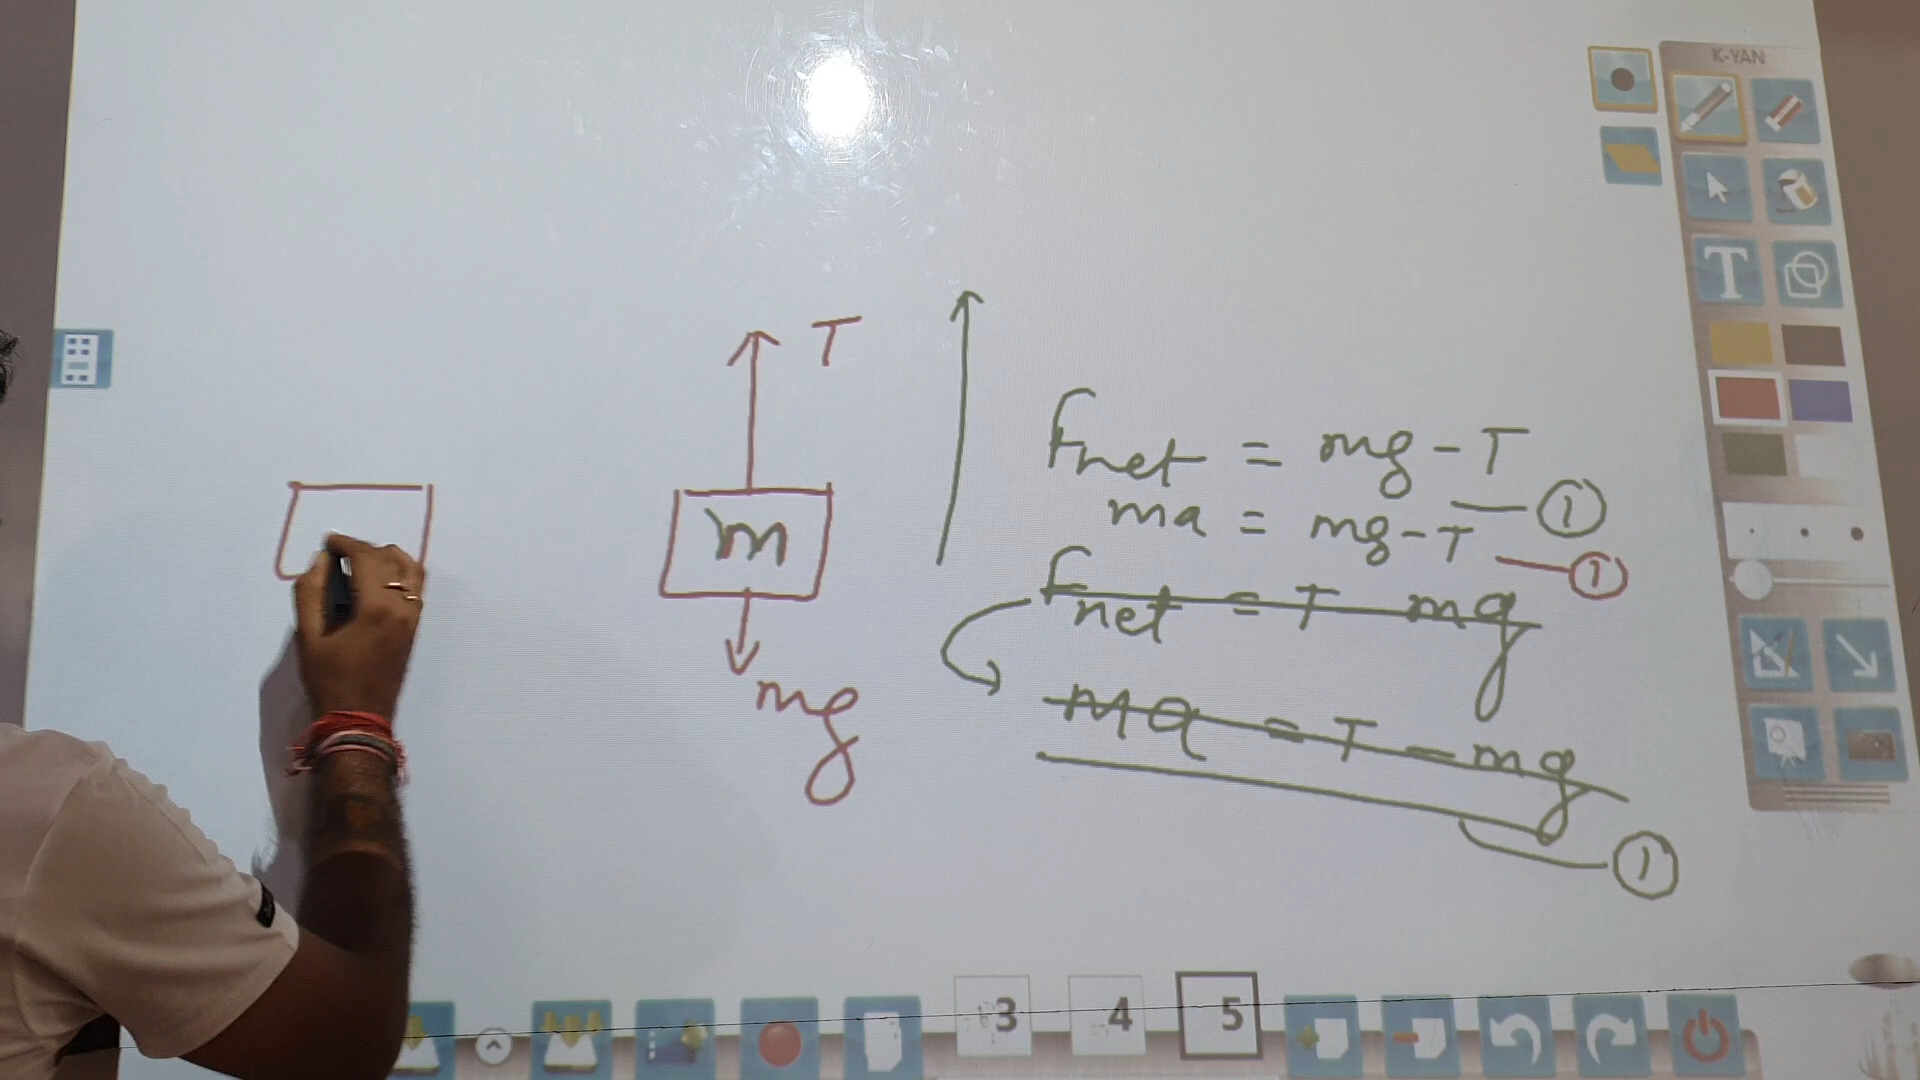 K-YAN
T
T
m
mg
Fnet = mg - T
ma = mg - T
①
①
Fnet = T mg
ma = T - mg
①
3 4 5